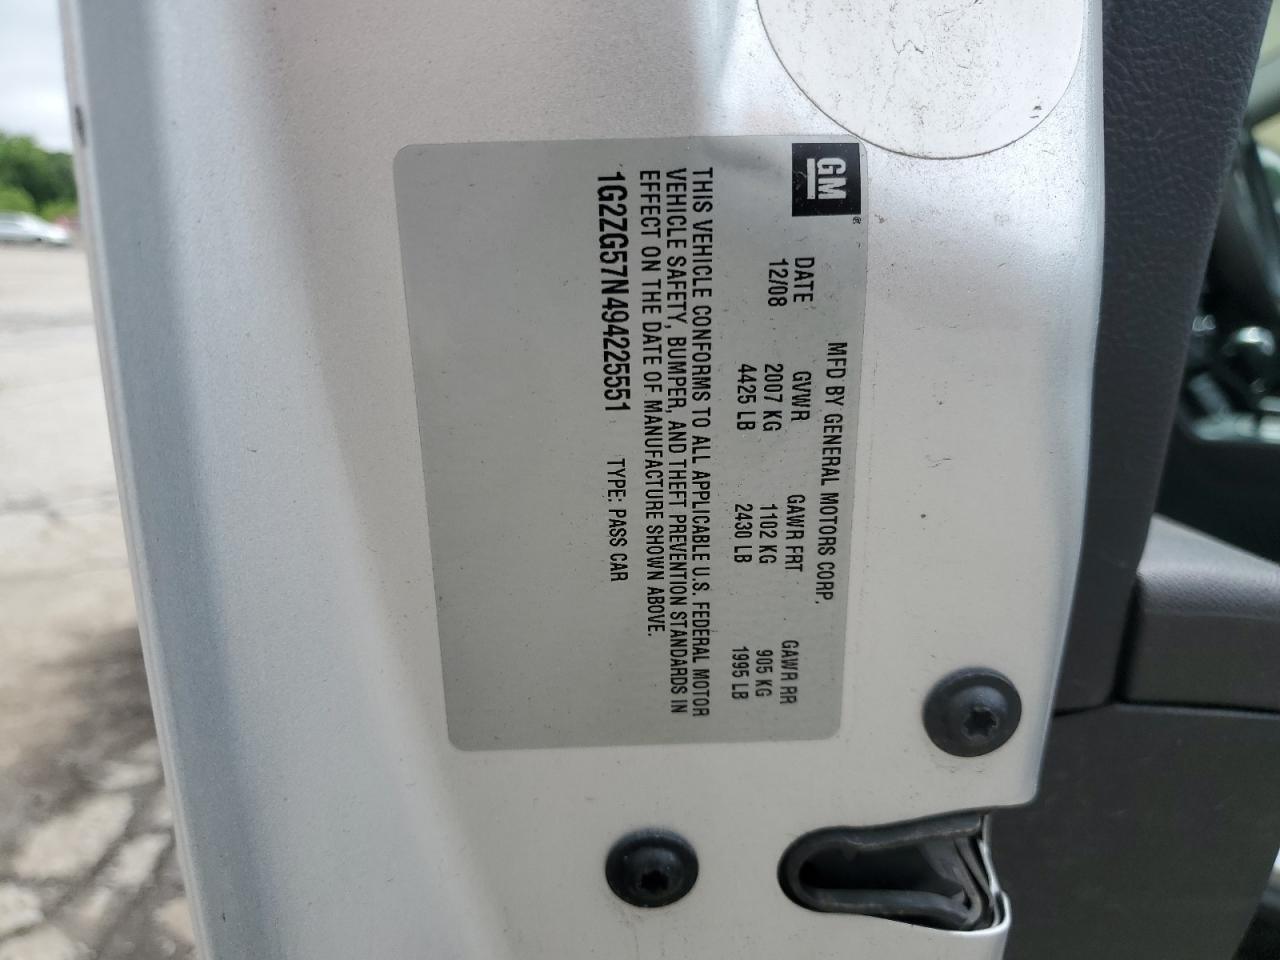 GM®
MFD BY GENERAL MOTORS CORP.
DATE GVWR GAWR FRT GAWR RR
12/08 2007 KG 1102 KG 905 KG
4425 LB 2430 LB 1995 LB
THIS VEHICLE CONFORMS TO ALL APPLICABLE U.S. FEDERAL MOTOR
VEHICLE SAFETY, BUMPER, AND THEFT PREVENTION STANDARDS IN
EFFECT ON THE DATE OF MANUFACTURE SHOWN ABOVE.
1G2ZG57N494225551 TYPE: PASS CAR